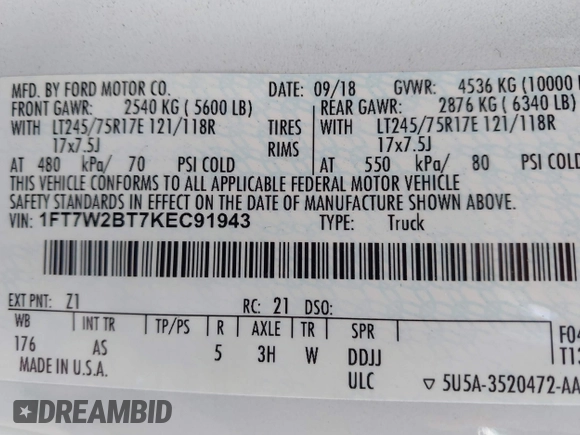 MFD. BY FORD MOTOR CO. DATE: 09/18 GVWR: 4536 KG (10000
FRONT GAWR: 2540 KG ( 5600 LB) REAR GAWR: 2876 KG ( 6340 LB)
WITH LT245/75R17E 121/118R TIRES WITH LT245/75R17E 121/118R
17x7.5J RIMS 17x7.5J
AT 480 kPa/ 70 PSI COLD AT 550 kPa/ 80 PSI COLD
THIS VEHICLE CONFORMS TO ALL APPLICABLE FEDERAL MOTOR VEHICLE
SAFETY STANDARDS IN EFFECT ON THE DATE OF MANUFACTURE SHOWN ABOVE.
VIN: 1FT7W2BT7KEC91943 TYPE: Truck
EXT PNT: Z1 RC: 21 DSO:
WB INT TR TP/PS R AXLE TR SPR
176 AS 5 3H W DDJJ
ULC
MADE IN U.S.A.
F04
T13
▽ 5U5A-3520472-AA
DREAMBID